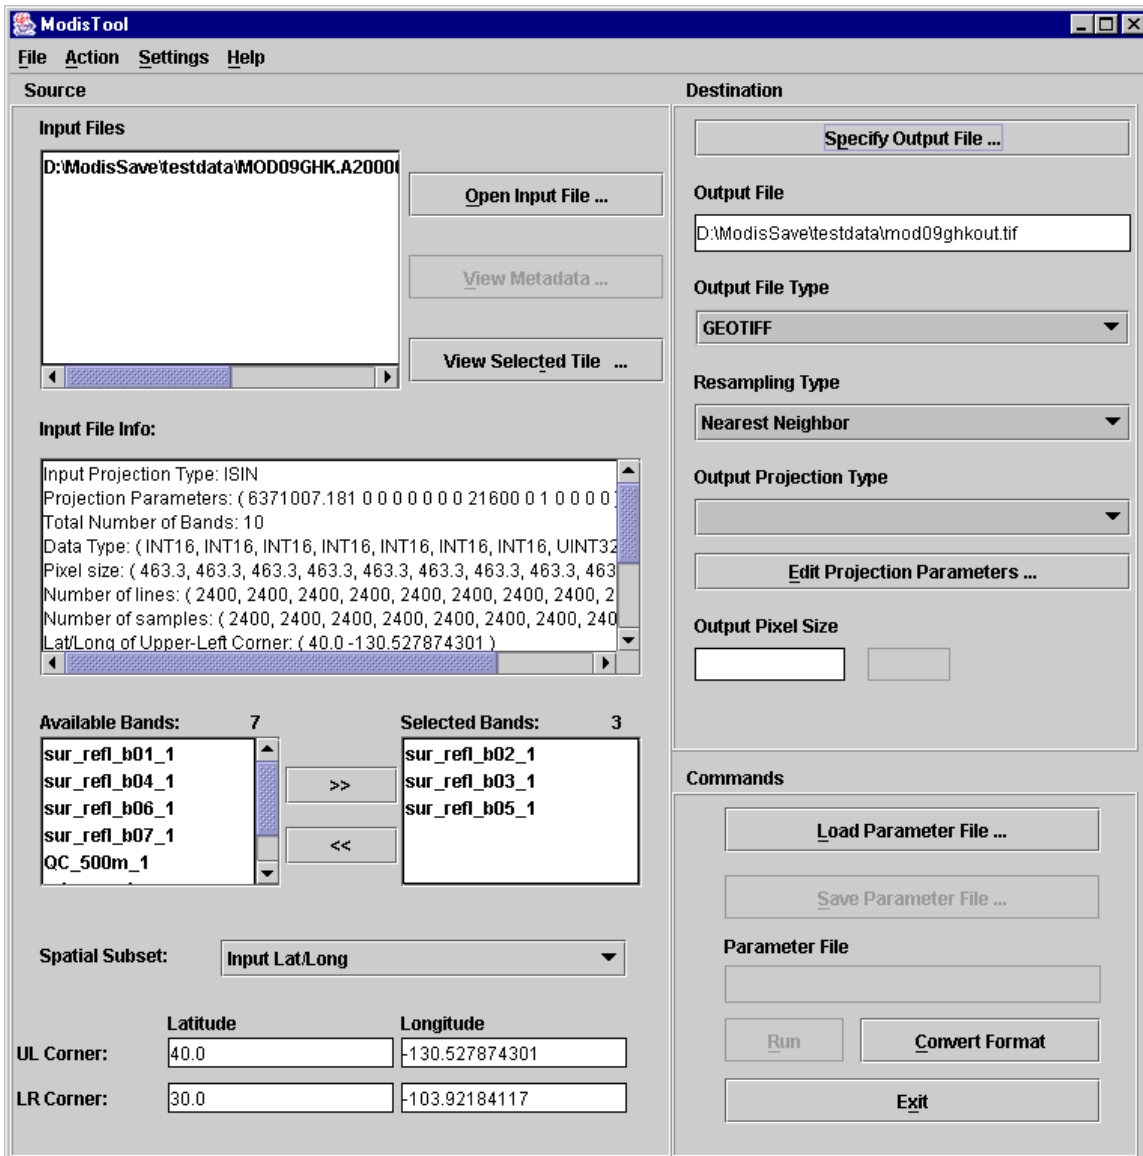 ModisTool
File Action Settings Help
Source
Input Files
D:\ModisSave\testdata\MOD09GHK.A2000
Open Input File ...
View Metadata ...
View Selected Tile ...
Input File Info:
Input Projection Type: ISIN
Projection Parameters: ( 6371007.181 0 0 0 0 0 0 0 21600 0 1 0 0 0 0 )
Total Number of Bands: 10
Data Type: ( INT16, INT16, INT16, INT16, INT16, INT16, INT16, UINT32
Pixel size: ( 463.3, 463.3, 463.3, 463.3, 463.3, 463.3, 463.3, 463.3, 463
Number of lines: ( 2400, 2400, 2400, 2400, 2400, 2400, 2400, 2400, 2
Number of samples: ( 2400, 2400, 2400, 2400, 2400, 2400, 2400, 240
Lat/Long of Upper-Left Corner: ( 40.0 -130.527874301 )
Available Bands: 7
sur_refl_b01_1
sur_refl_b04_1
sur_refl_b06_1
sur_refl_b07_1
QC_500m_1
>>
<<
Selected Bands: 3
sur_refl_b02_1
sur_refl_b03_1
sur_refl_b05_1
Spatial Subset: Input Lat/Long
Latitude Longitude
UL Corner: 40.0 -130.527874301
LR Corner: 30.0 -103.92184117
Destination
Specify Output File ...
Output File
D:\ModisSave\testdata\mod09ghkout.tif
Output File Type
GEOTIFF
Resampling Type
Nearest Neighbor
Output Projection Type
Edit Projection Parameters ...
Output Pixel Size
Commands
Load Parameter File ...
Save Parameter File ...
Parameter File
Run Convert Format
Exit